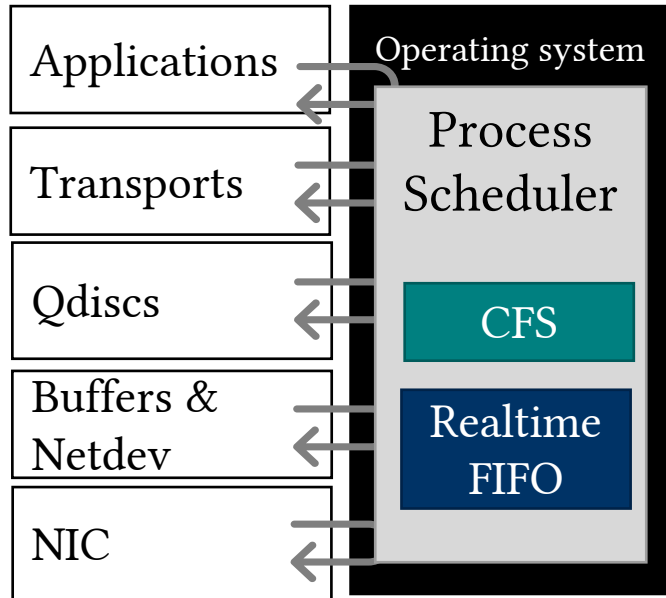 Applications
Transports
Qdiscs
Buffers &
Netdev
NIC
Operating system
Process
Scheduler
CFS
Realtime
FIFO